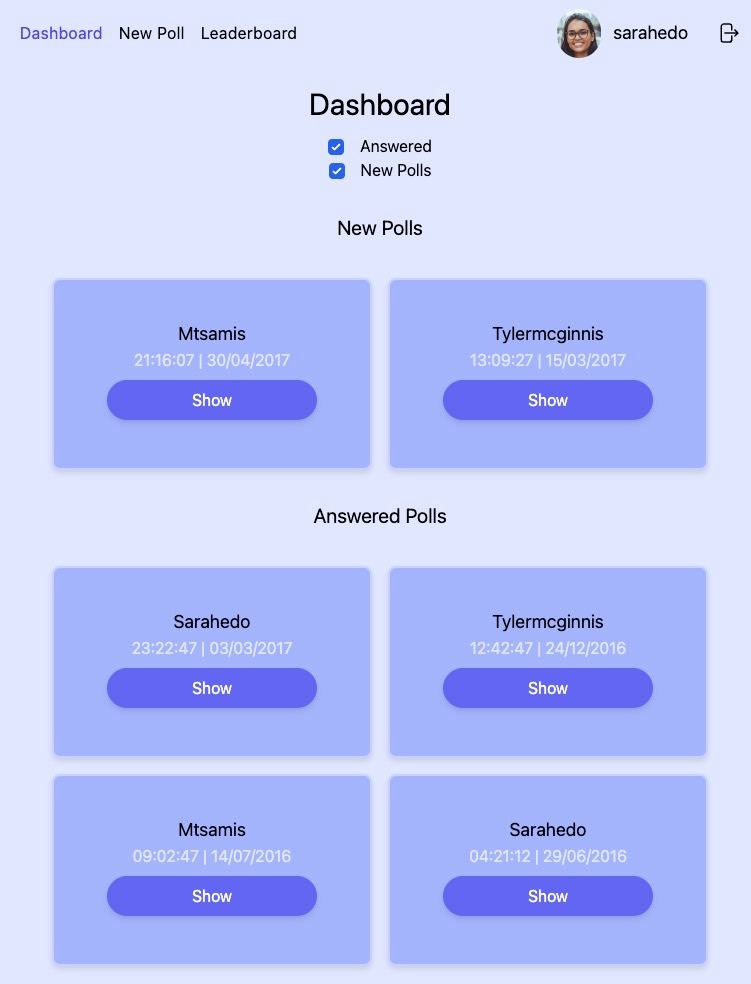 Dashboard New Poll Leaderboard sarahedo
Dashboard
Answered
New Polls
New Polls
Mtsamis Tylermcginnis
21:16:07 | 30/04/2017 13:09:27 | 15/03/2017
Show Show
Answered Polls
Sarahedo Tylermcginnis
23:22:47 | 03/03/2017 12:42:47 | 24/12/2016
Show Show
Mtsamis Sarahedo
09:02:47 | 14/07/2016 04:21:12 | 29/06/2016
Show Show